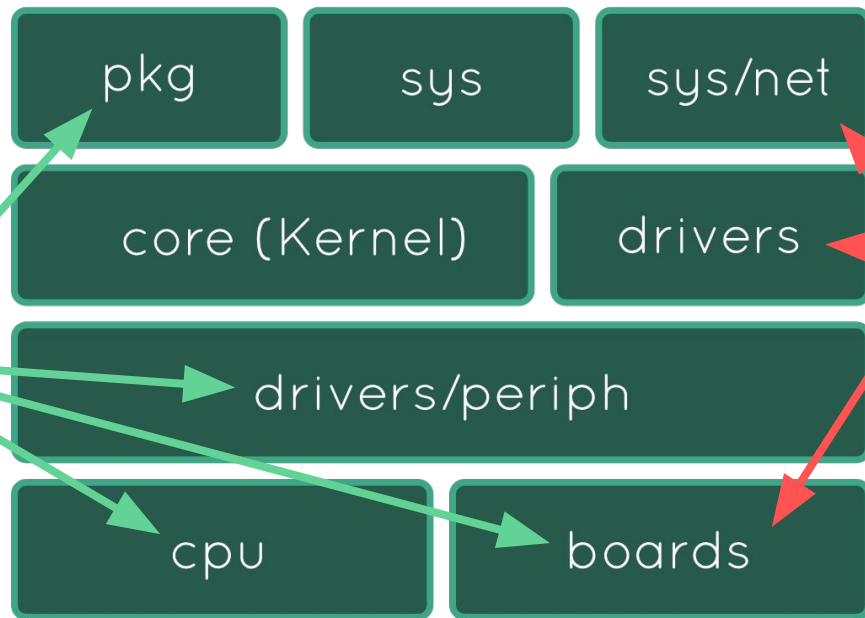 pkg
sys
sys/net
core (Kernel)
drivers
drivers/periph
cpu
boards